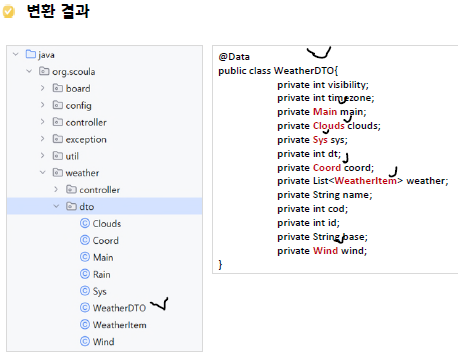 변환 결과
java
org.scoula
board
config
controller
exception
util
weather
controller
dto
Clouds
Coord
Main
Rain
Sys
WeatherDTO
WeatherItem
Wind
@Data
public class WeatherDTO{
private int visibility;
private int timezone;
private Main main;
private Clouds clouds;
private Sys sys;
private int dt;
private Coord coord;
private List<WeatherItem> weather;
private String name;
private int cod;
private int id;
private String base;
private Wind wind;
}